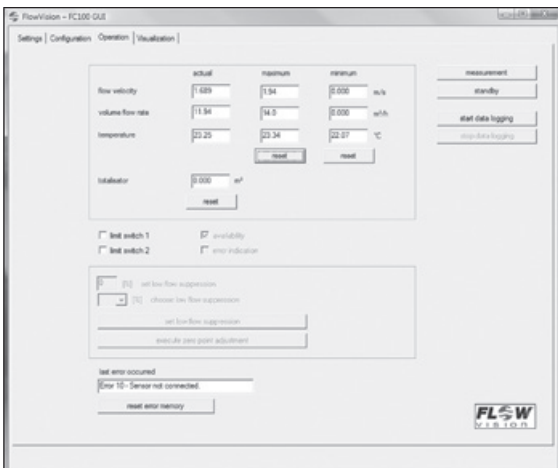 FlowVision - FC100 GUI
Settings Configuration Operation Visualization
actual maximum minimum
flow velocity 1.689 1.94 0.000 m/s
volume flow rate 11.94 14.0 0.000 m³/h
temperature 23.25 23.34 22.07 °C
reset reset
totalisator 0.000 m³
reset
measurement
standby
start data logging
stop data logging
limit switch 1 availability
limit switch 2 error indication
0 [%] set low flow suppression
[%] choose low flow suppression
set low flow suppression
execute zero point adjustment
last error occurred
Error 10 - Sensor not connected.
reset error memory
FLOW
VISION